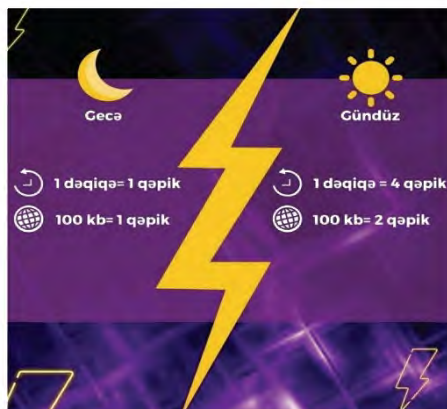 Gecə
1 dəqiqə= 1 qəpik
100 kb= 1 qəpik
Gündüz
1 dəqiqə = 4 qəpik
100 kb= 2 qəpik